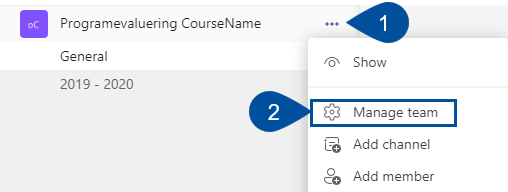 oC Programevaluering CourseName ••• 1
General
Show
2019 - 2020
2 Manage team
Add channel
Add member